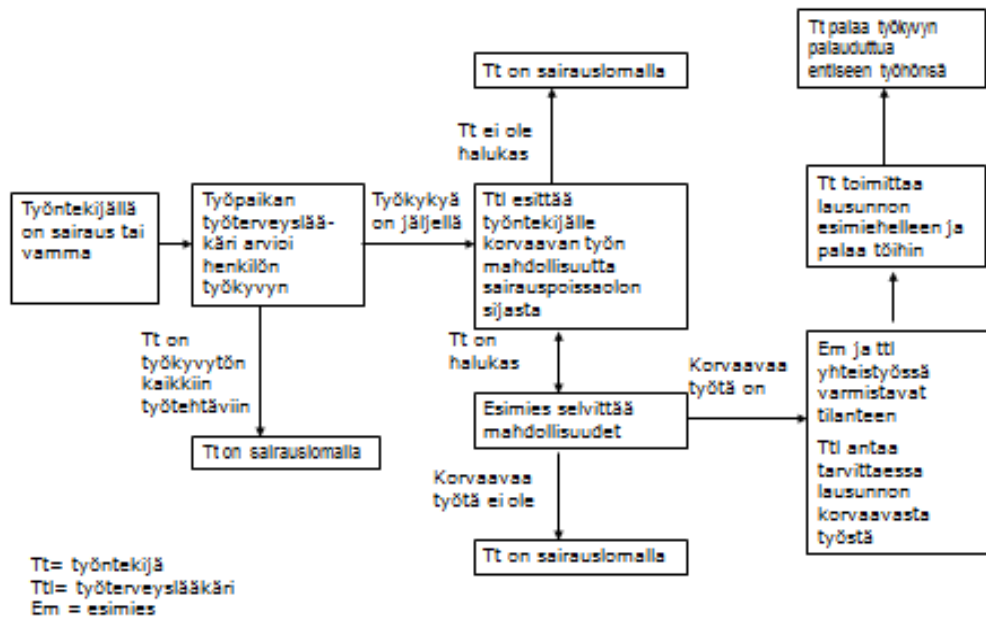 Työntekijällä
on sairaus tai
vamma
Työpaikan
työterveyslää-
käri arvioi
henkilön
työkyvyn
Työkykyä
on jäljellä
Tt on
työkyvytön
kaikkiin
työtehtäviin
Tt on sairauslomalla
Ttl esittää
työntekijälle
korvaavan työn
mahdollisuutta
sairauspoissaolon
sijasta
Tt ei ole
halukas
Tt on sairauslomalla
Tt on
halukas
Esimies selvittää
mahdollisuudet
Korvaavaa
työtä ei ole
Tt on sairauslomalla
Korvaavaa
työtä on
Em ja ttl
yhteistyössä
varmistavat
tilanteen
Ttl antaa
tarvittaessa
lausunnon
korvaavasta
työstä
Tt toimittaa
lausunnon
esimiehelleen ja
palaa töihin
Tt palaa työkyvyn
palauduttua
entiseen työhönsä
Tt= työntekijä
Ttl= työterveyslääkäri
Em = esimies